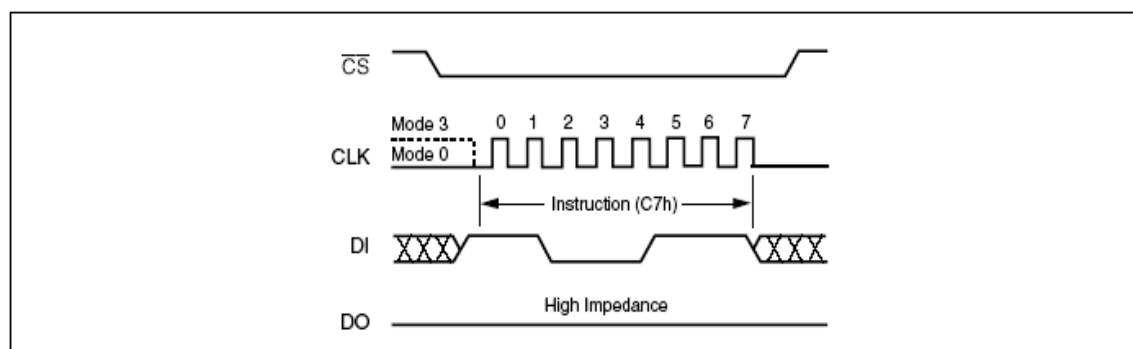 CS
Mode 3 0 1 2 3 4 5 6 7
CLK Mode 0
Instruction (C7h)
DI
High Impedance
DO